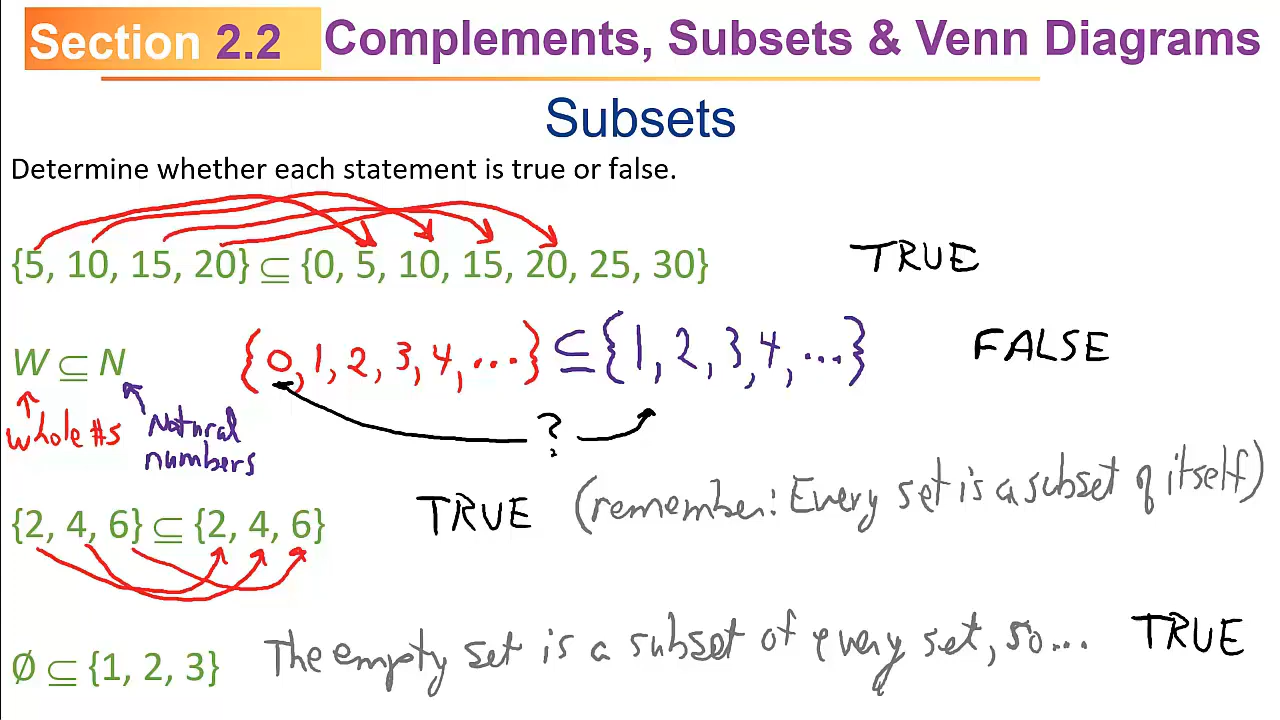 Section 2.2 Complements, Subsets & Venn Diagrams
Subsets
Determine whether each statement is true or false.
{5, 10, 15, 20} ⊆ {0, 5, 10, 15, 20, 25, 30} TRUE
W ⊆ N {0, 1, 2, 3, 4, ...} ⊆ {1, 2, 3, 4, ...} FALSE
whole #s Natural numbers ?
{2, 4, 6} ⊆ {2, 4, 6} TRUE (remember: Every set is a subset of itself)
∅ ⊆ {1, 2, 3} The empty set is a subset of every set, so... TRUE